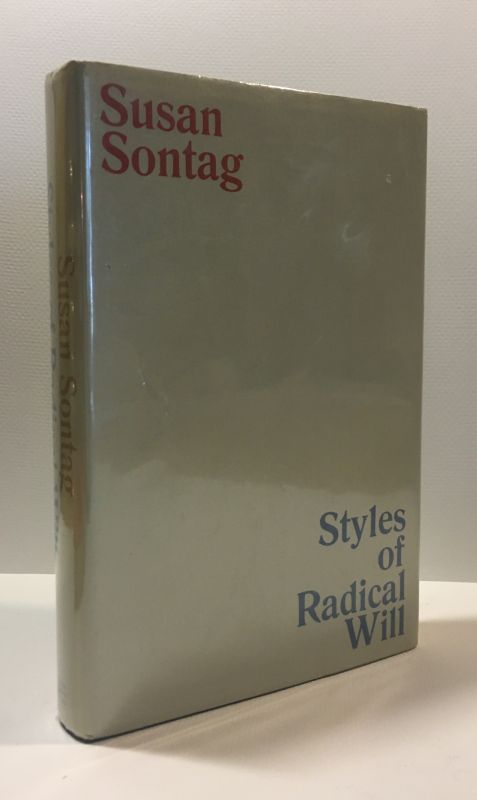 Susan
Sontag
Styles
of
Radical
Will
Susan Sontag